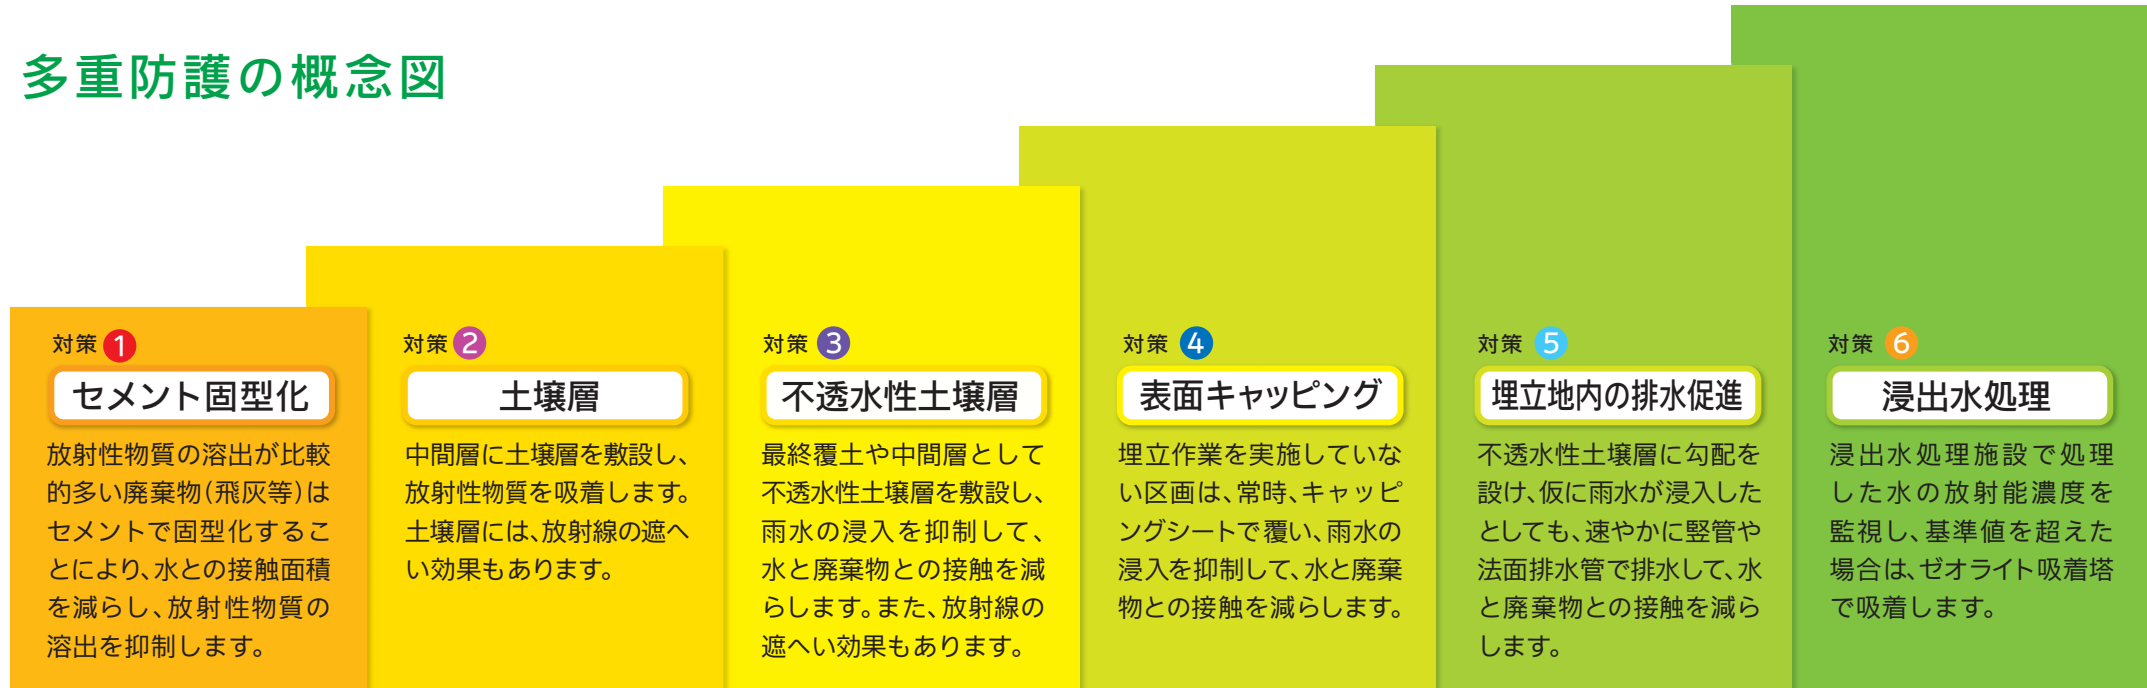 多重防護の概念図
対策 1
セメント固型化
放射性物質の溶出が比較
的多い廃棄物(飛灰等)は
セメントで固型化するこ
とにより、水との接触面積
を減らし、放射性物質の
溶出を抑制します。
対策 2
土壌層
中間層に土壌層を敷設し、
放射性物質を吸着します。
土壌層には、放射線の遮へ
い効果もあります。
対策 3
不透水性土壌層
最終覆土や中間層として
不透水性土壌層を敷設し、
雨水の浸入を抑制して、
水と廃棄物との接触を減
らします。また、放射線の
遮へい効果もあります。
対策 4
表面キャッピング
埋立作業を実施していな
い区画は、常時、キャッピ
ングシートで覆い、雨水の
浸入を抑制して、水と廃棄
物との接触を減らします。
対策 5
埋立地内の排水促進
不透水性土壌層に勾配を
設け、仮に雨水が浸入した
としても、速やかに竪管や
法面排水管で排水して、水
と廃棄物との接触を減ら
します。
対策 6
浸出水処理
浸出水処理施設で処理
した水の放射能濃度を
監視し、基準値を超えた
場合は、ゼオライト吸着塔
で吸着します。